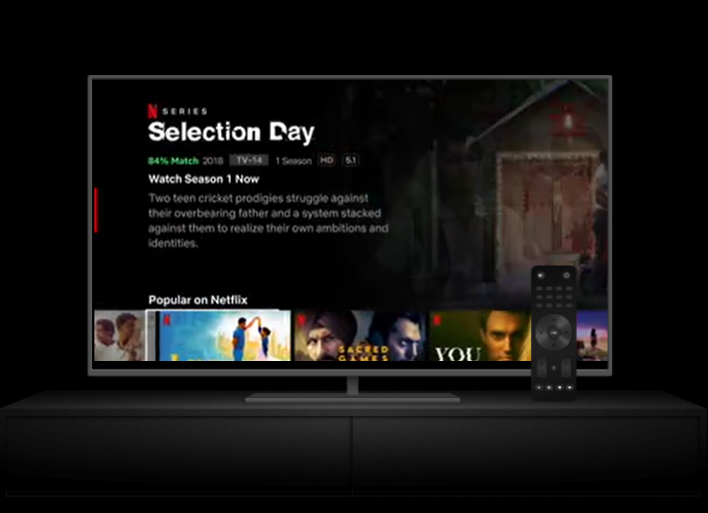 N SERIES
Selection Day
84% Match 2018 TV-14 1 Season HD 5.1
Watch Season 1 Now
Two teen cricket prodigies struggle against
their overbearing father and a system stacked
against them to realize their own ambitions and
identities.
Popular on Netflix
N N N
SACRED
GAMES
YOU